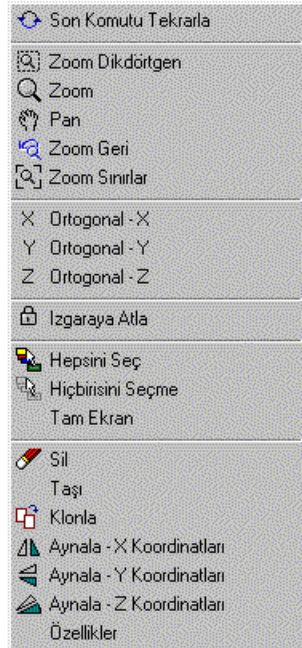 Son Komutu Tekrarla
Zoom Dikdörtgen
Zoom
Pan
Zoom Geri
Zoom Sınırlar
X Ortogonal - X
Y Ortogonal - Y
Z Ortogonal - Z
Izgaraya Atla
Hepsini Seç
Hiçbirisini Seçme
Tam Ekran
Sil
Taşı
Klonla
Aynala - X Koordinatları
Aynala - Y Koordinatları
Aynala - Z Koordinatları
Özellikler